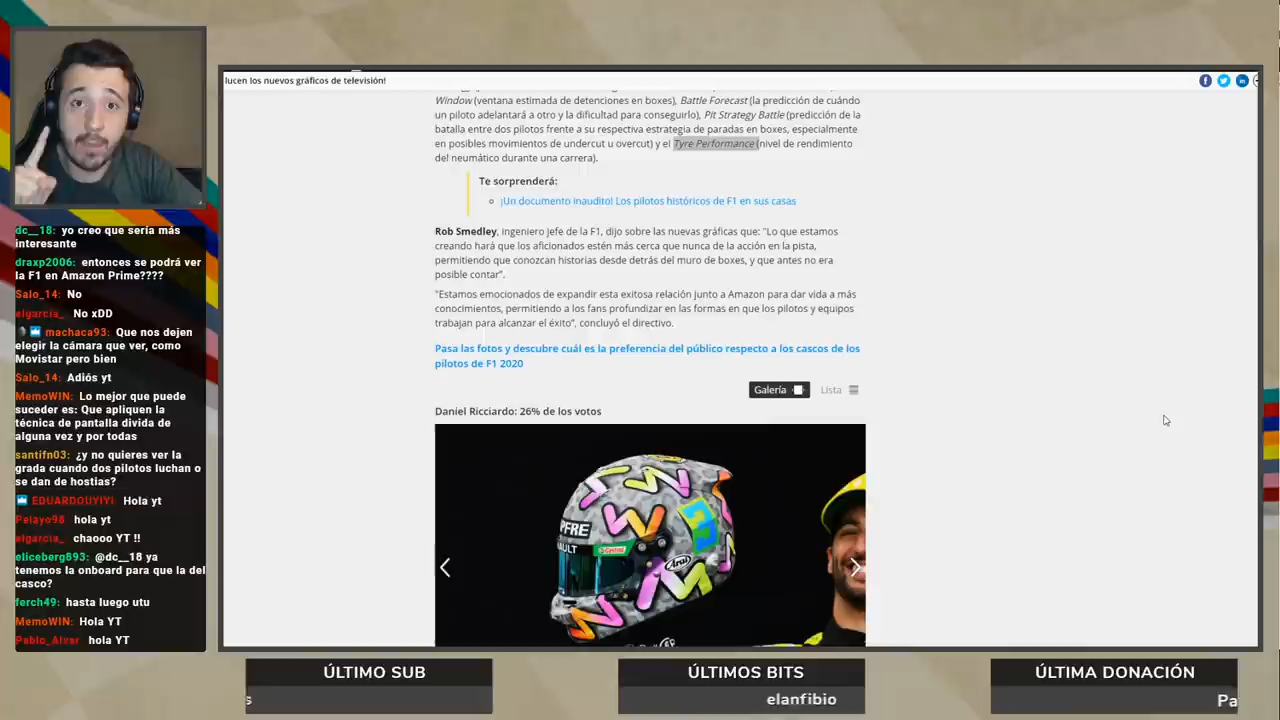 lucen los nuevos gráficos de televisión!
Window (ventana estimada de detenciones en boxes), Battle Forecast (la predicción de cuándo
un piloto adelantará a otro y la dificultad para conseguirlo), Pit Strategy Battle (predicción de la
batalla entre dos pilotos frente a su respectiva estrategia de paradas en boxes, especialmente
en posibles movimientos de undercut u overcut) y el Tyre Performance (nivel de rendimiento
del neumático durante una carrera).
Te sorprenderá:
¡Un documento inaudito! Los pilotos históricos de F1 en sus casas
Rob Smedley, ingeniero jefe de la F1, dijo sobre las nuevas gráficas que: "Lo que estamos
creando hará que los aficionados estén más cerca que nunca de la acción en la pista,
permitiendo que conozcan historias desde detrás del muro de boxes, y que antes no era
posible contar".
"Estamos emocionados de expandir esta exitosa relación junto a Amazon para dar vida a más
conocimientos, permitiendo a los fans profundizar en las formas en que los pilotos y equipos
trabajan para alcanzar el éxito", concluyó el directivo.
Pasa las fotos y descubre cuál es la preferencia del público respecto a los cascos de los
pilotos de F1 2020
Galería
Lista
Daniel Ricciardo: 26% de los votos
PFRE
AULT
Castrol
Arai
dc__18: yo creo que sería más
interesante
draxp2006: entonces se podrá ver
la F1 en Amazon Prime????
Salo_14: No
elgarcia_ No xDD
machaca93: Que nos dejen
elegir la cámara que ver, como
Movistar pero bien
Salo_14: Adiós yt
MemoWIN: Lo mejor que puede
suceder es: Que apliquen la
técnica de pantalla divida de
alguna vez y por todas
santifn03: ¿y no quieres ver la
grada cuando dos pilotos luchan o
se dan de hostias?
EDUARDOUYIYI Hola yt
Pelayo98 hola yt
elgarcia_ chaooo YT !!
eliceberg893: @dc__18 ya
tenemos la onboard para que la del
casco?
ferch49: hasta luego utu
MemoWIN: Hola YT
Pablo_Alvar hola YT
ÚLTIMO SUB
s
ÚLTIMOS BITS
elanfibio
ÚLTIMA DONACIÓN
Pa